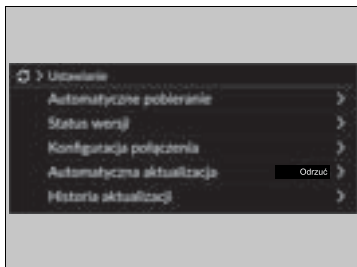 > Ustawianie
Automatyczne pobieranie >
Status wersji >
Konfiguracja połączenia >
Automatyczna aktualizacja Odrzuć >
Historia aktualizacji >